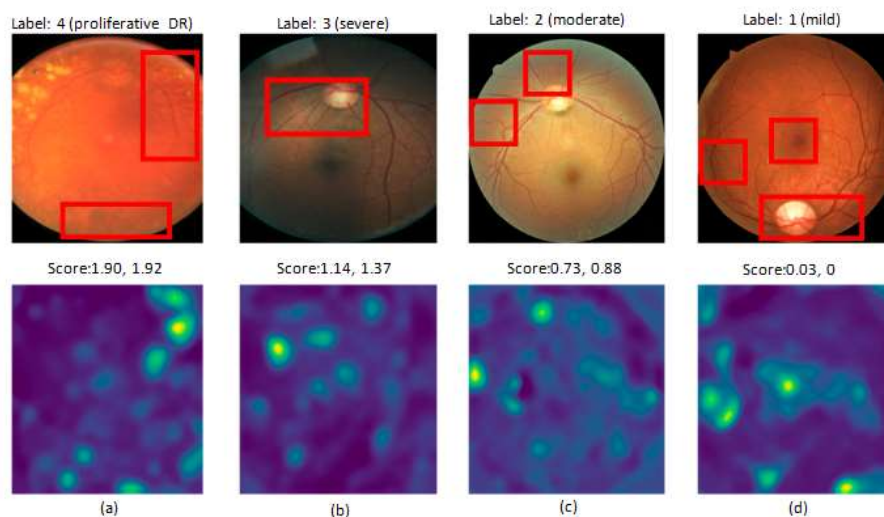 Label: 4 (proliferative DR)
Label: 3 (severe)
Label: 2 (moderate)
Label: 1 (mild)
Score:1.90, 1.92
Score:1.14, 1.37
Score:0.73, 0.88
Score:0.03, 0
(a)
(b)
(c)
(d)